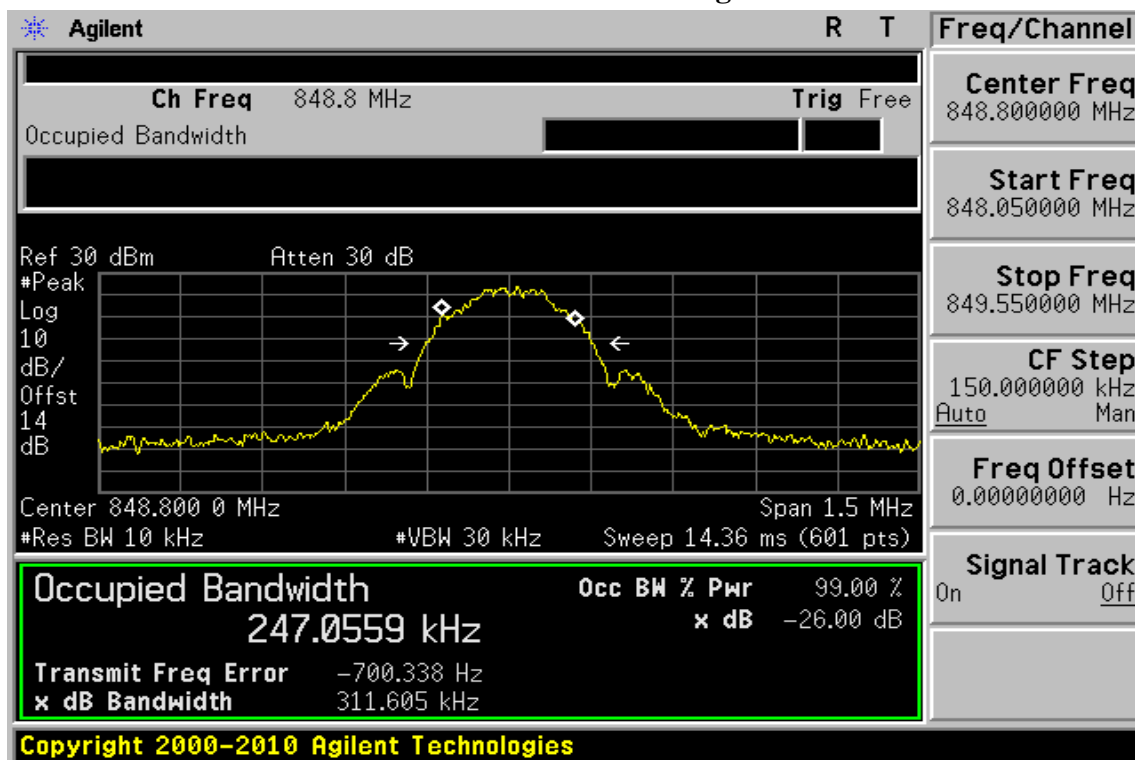 Agilent R T
Freq/Channel
Ch Freq 848.8 MHz Trig Free
Occupied Bandwidth
Center Freq
848.800000 MHz
Start Freq
848.050000 MHz
Stop Freq
849.550000 MHz
CF Step
150.000000 kHz
Auto Man
Freq Offset
0.00000000 Hz
Signal Track
On Off
Ref 30 dBm Atten 30 dB
#Peak
Log
10
dB/
Offst
14
dB
Center 848.800 0 MHz Span 1.5 MHz
#Res BW 10 kHz #VBW 30 kHz Sweep 14.36 ms (601 pts)
Occupied Bandwidth Occ BW % Pwr 99.00 %
247.0559 kHz x dB -26.00 dB
Transmit Freq Error -700.338 Hz
x dB Bandwidth 311.605 kHz
Copyright 2000-2010 Agilent Technologies